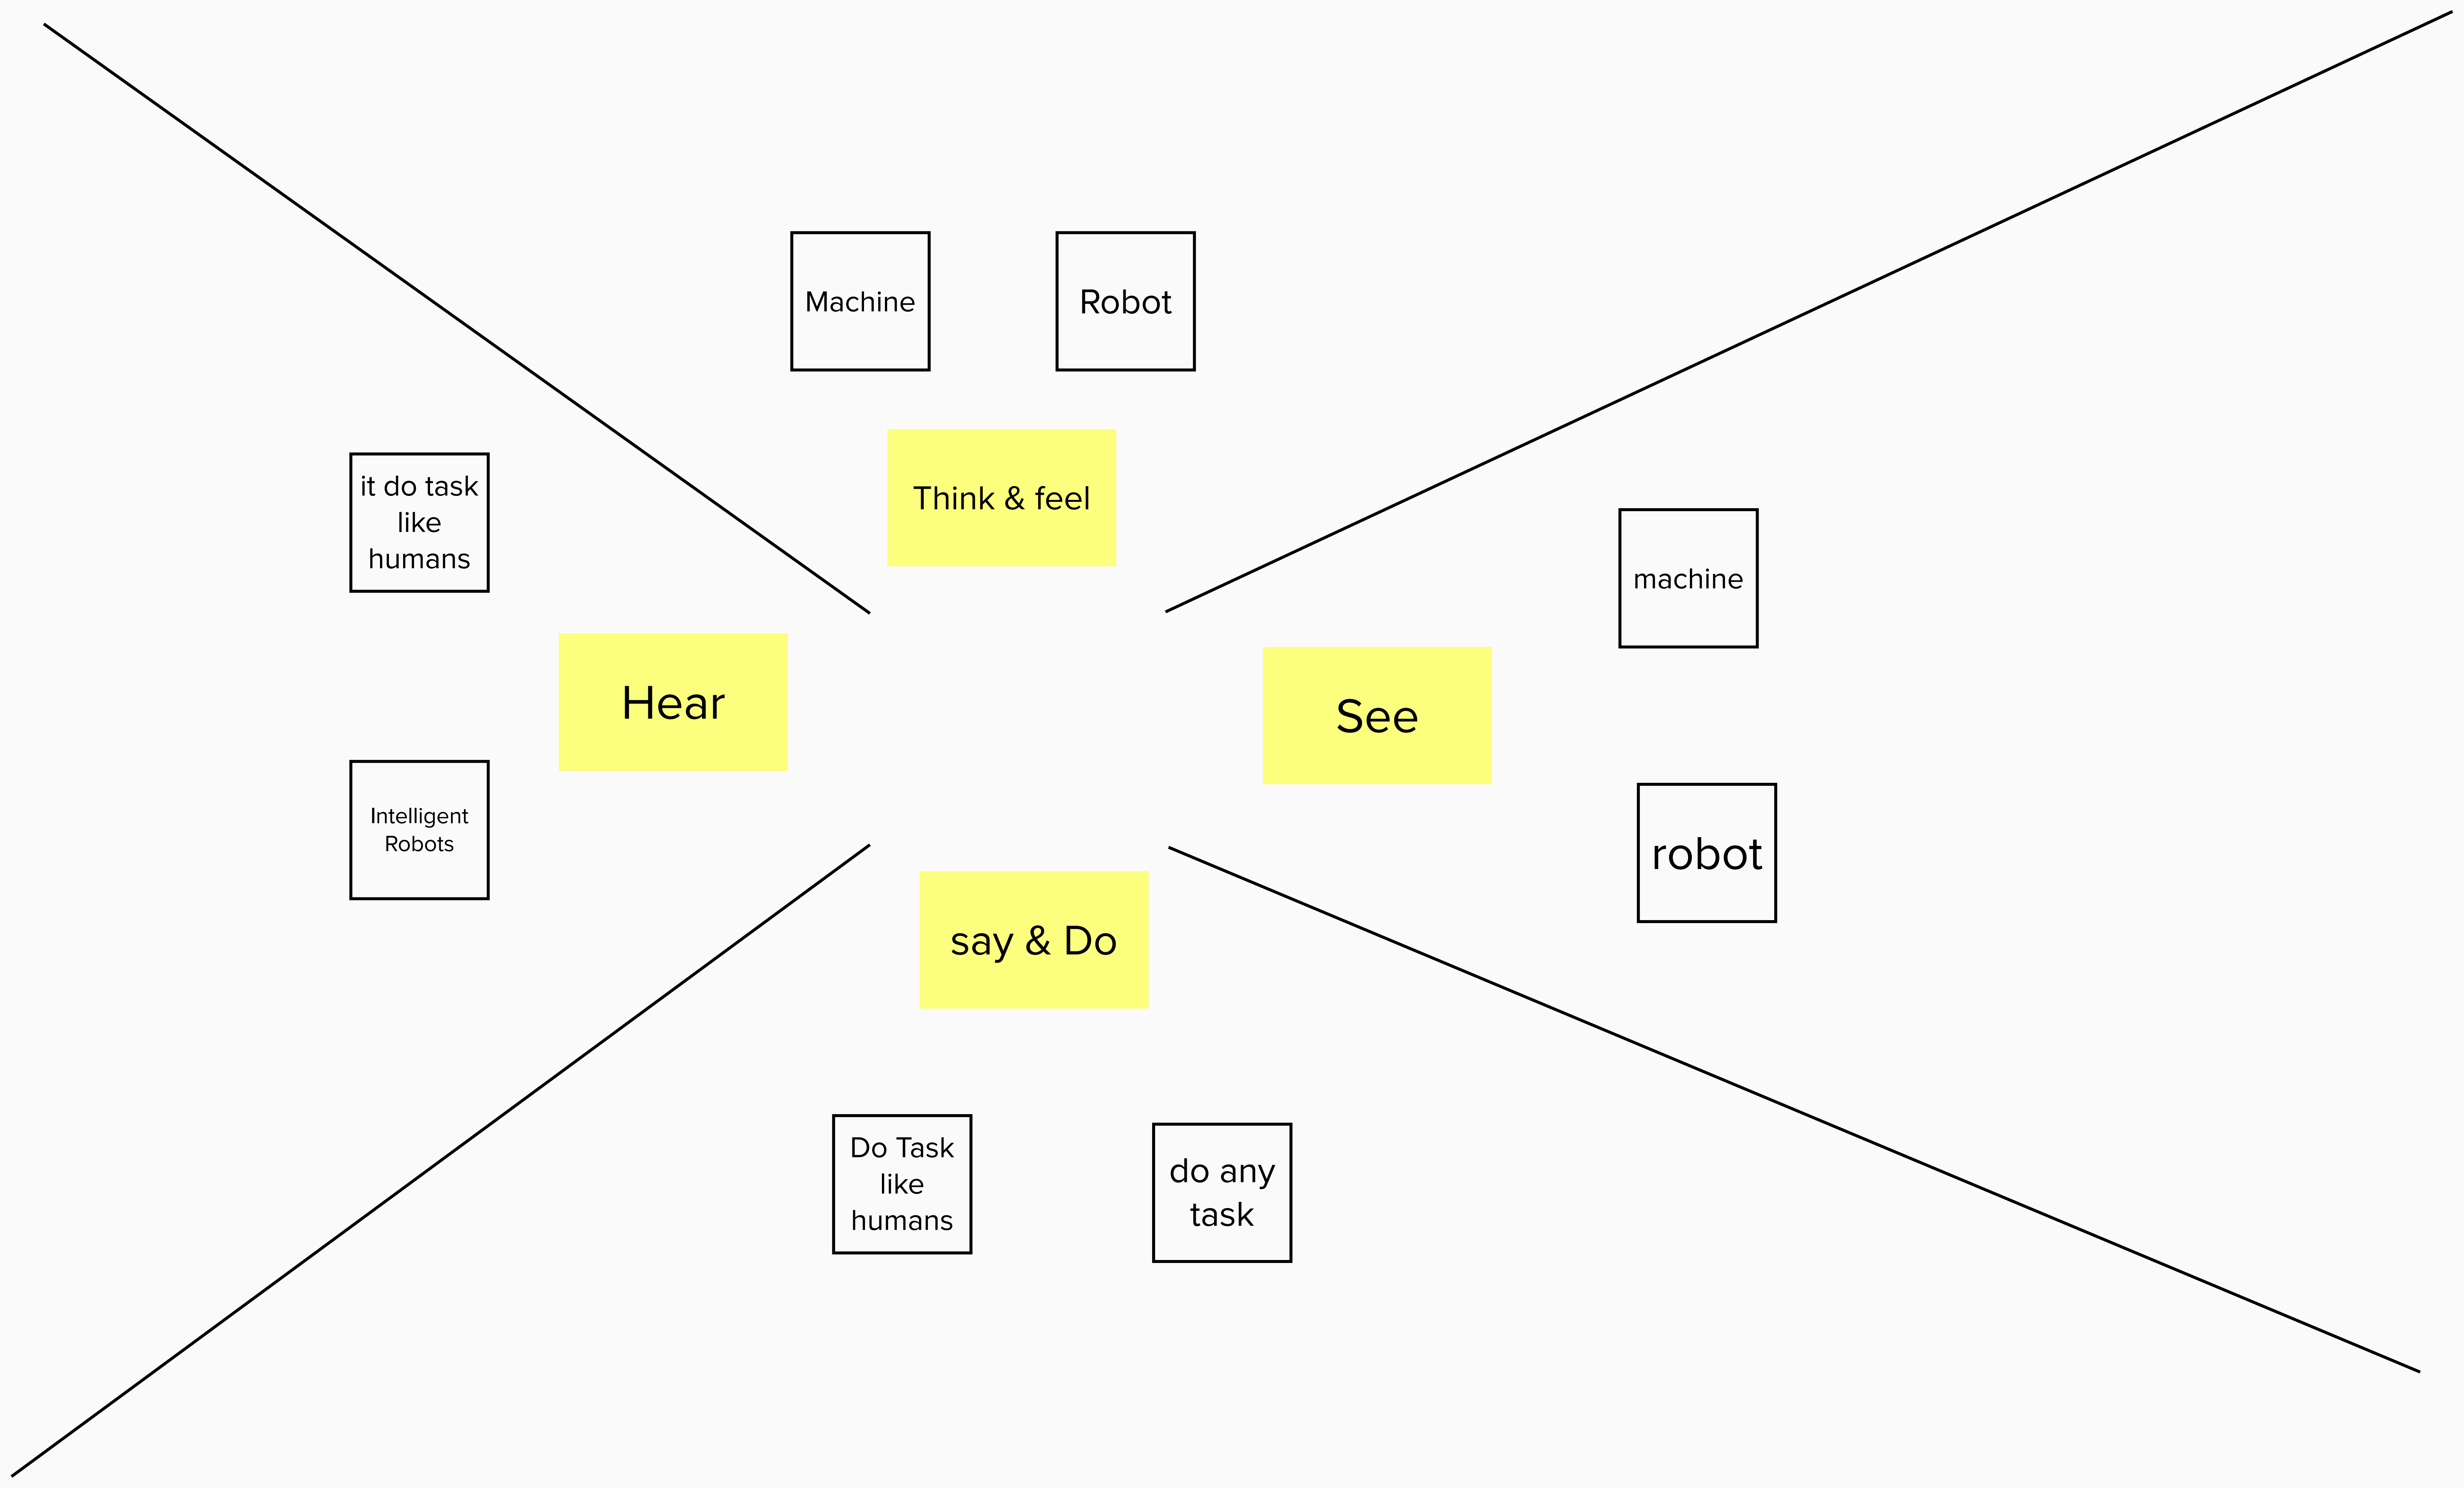 Machine
Robot
Think & feel
it do task
like
humans
Hear
Intelligent
Robots
See
machine
robot
say & Do
Do Task
like
humans
do any
task